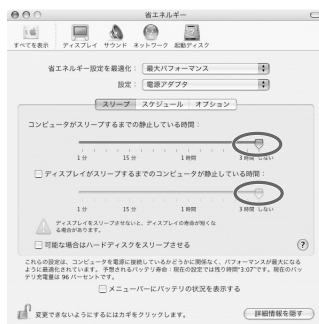 省エネルギー
すべてを表示 ディスプレイ サウンド ネットワーク 起動ディスク
省エネルギー設定を最適化： 最大パフォーマンス
設定： 電源アダプタ
スリープ スケジュール オプション
コンピュータがスリープするまでの静止している時間：
1 分 15 分 1 時間 3 時間 しない
ディスプレイがスリープするまでのコンピュータが静止している時間：
1 分 15 分 1 時間 3 時間 しない
ディスプレイをスリープさせないと、ディスプレイの寿命が短くな
る場合があります。
可能な場合はハードディスクをスリープさせる ?
これらの設定は、コンピュータを電源に接続しているかどうかに関係なく、パフォーマンスが最大になる
ように最適化されています。 予想されるバッテリ寿命：現在の設定では残り時間"3:07"です。現在のバッ
テリ充電量は 96 パーセントです。
メニューバーにバッテリの状況を表示する
変更できないようにするにはカギをクリックします。 詳細情報を隠す